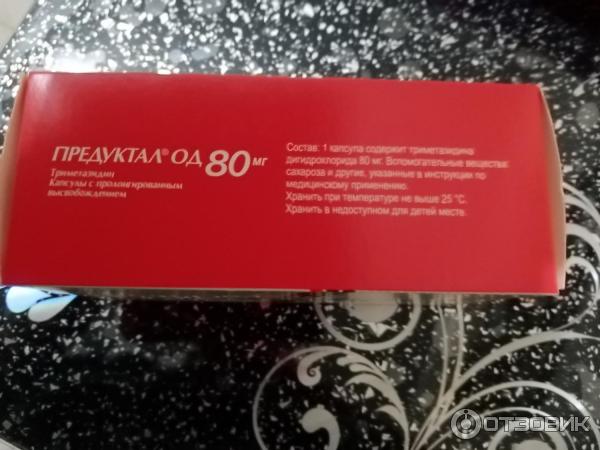 ПРЕДУКТАЛ® ОД 80 мг
Триметазидин
Капсулы с пролонгированным
высвобождением
Состав: 1 капсула содержит триметазидина
дигидрохлорида 80 мг. Вспомогательные вещества:
сахароза и другие, указанные в инструкции по
медицинскому применению.
Хранить при температуре не выше 25 °C.
Хранить в недоступном для детей месте.
ОТЗОВИК